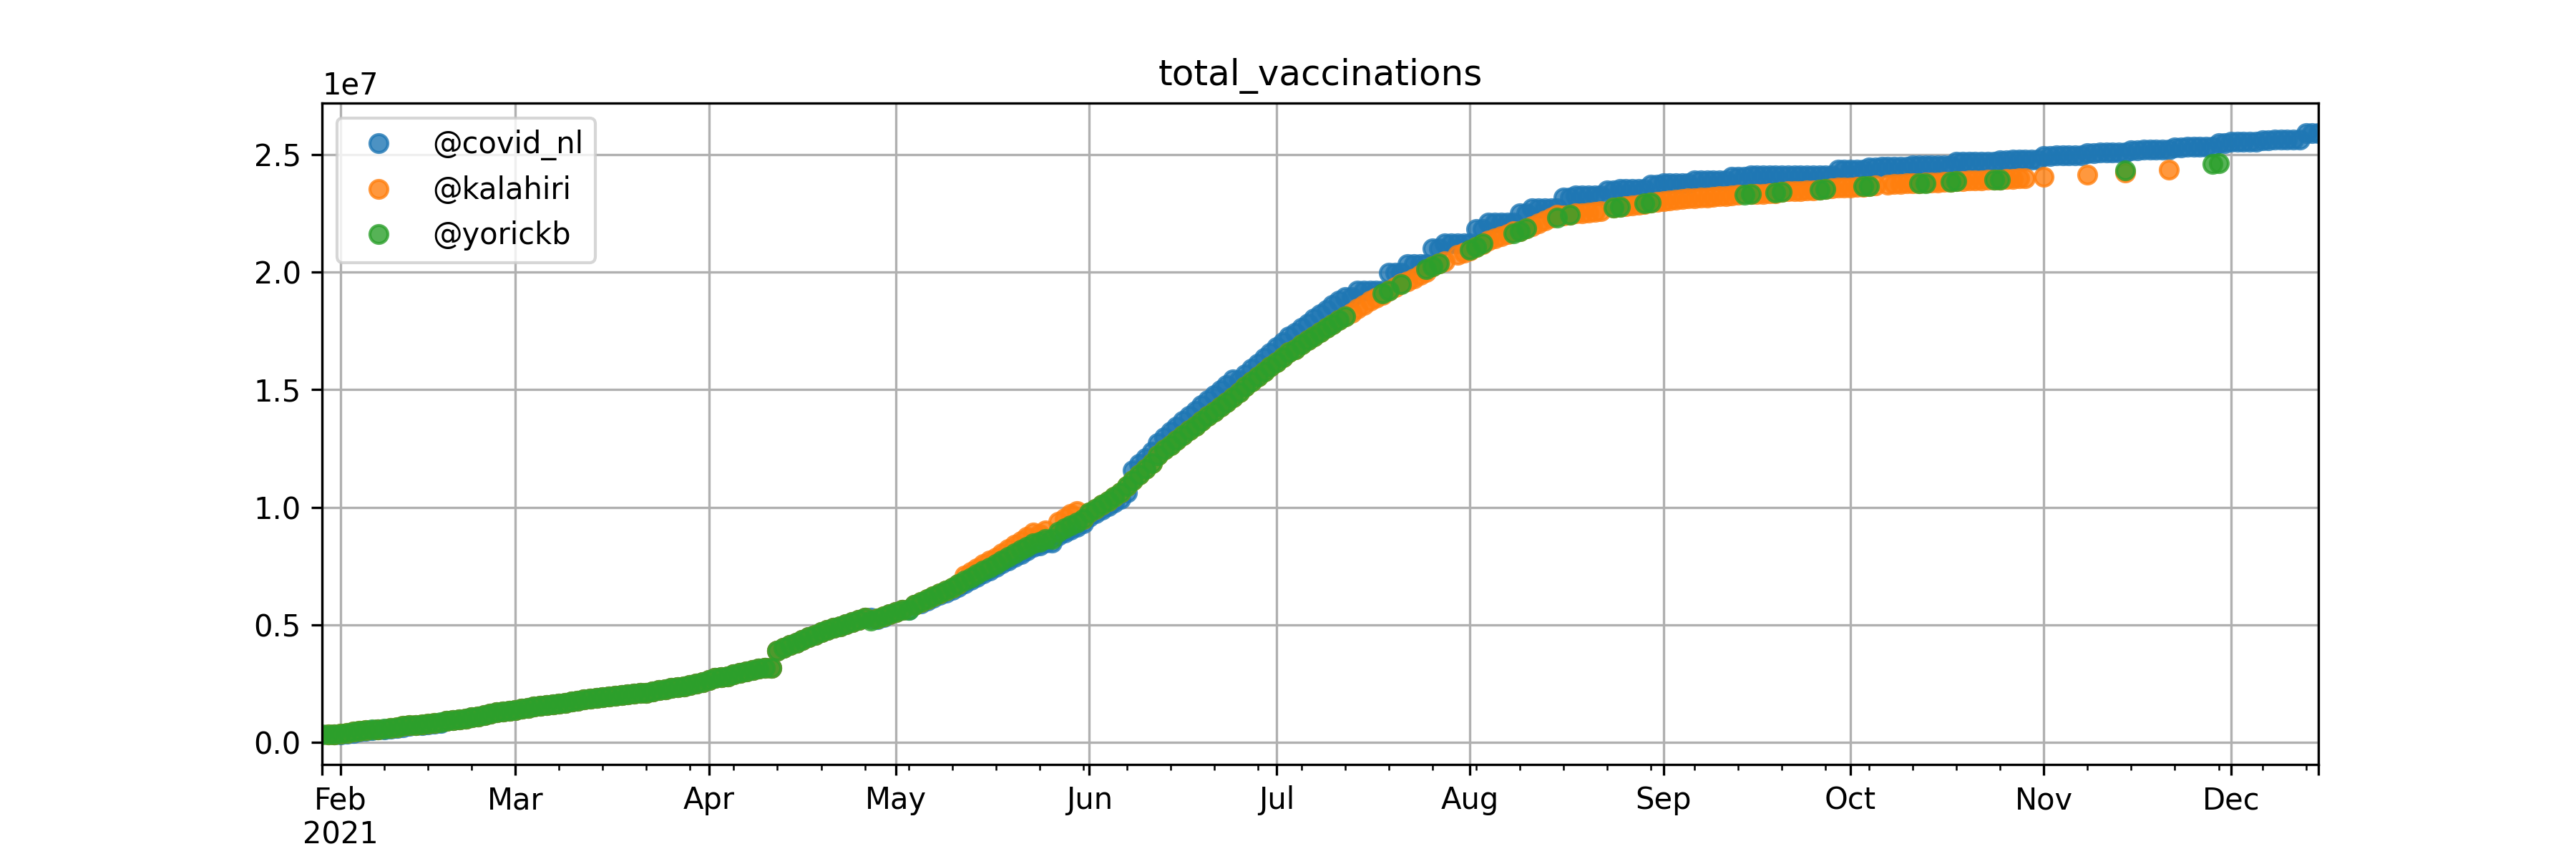 total_vaccinations
1e7
@covid_nl
@kalahiri
@yorickb
2.5
2.0
1.5
1.0
0.5
0.0
Feb Mar Apr May Jun Jul Aug Sep Oct Nov Dec
2021